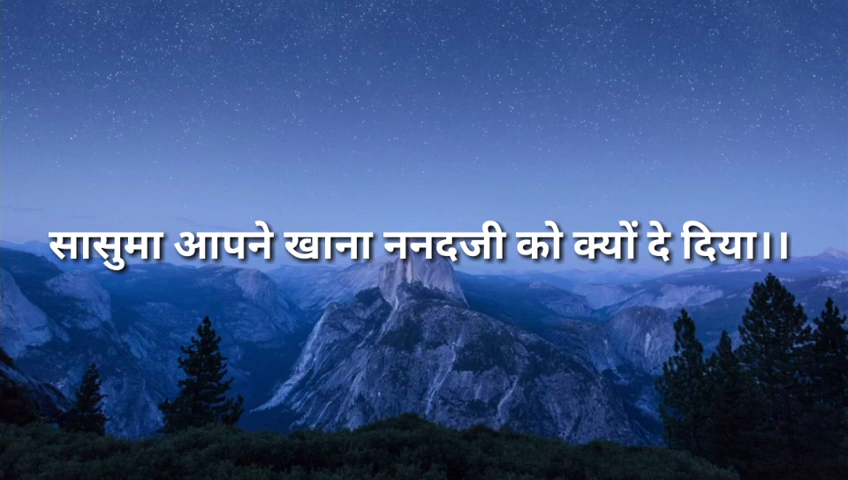 सासुमा आपने खाना ननदजी को क्यों दे दिया।।